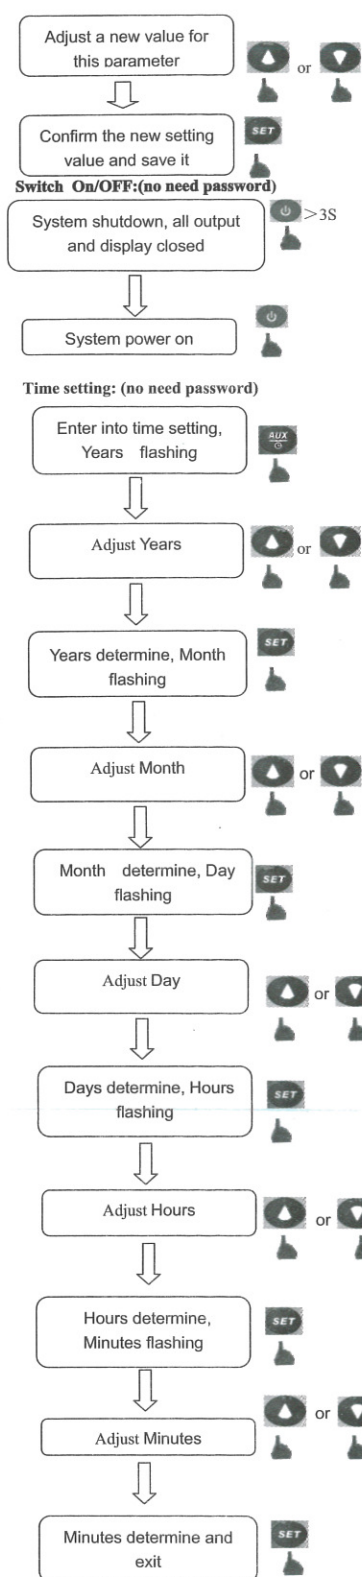 Adjust a new value for
this parameter
or
Confirm the new setting
value and save it
SET
Switch On/OFF:(no need password)
System shutdown, all output
and display closed
>3S
System power on
Time setting: (no need password)
Enter into time setting,
Years flashing
AUX
Adjust Years
or
Years determine, Month
flashing
SET
Adjust Month
or
Month determine, Day
flashing
SET
Adjust Day
or
Days determine, Hours
flashing
SET
Adjust Hours
or
Hours determine,
Minutes flashing
SET
Adjust Minutes
or
Minutes determine and
exit
SET